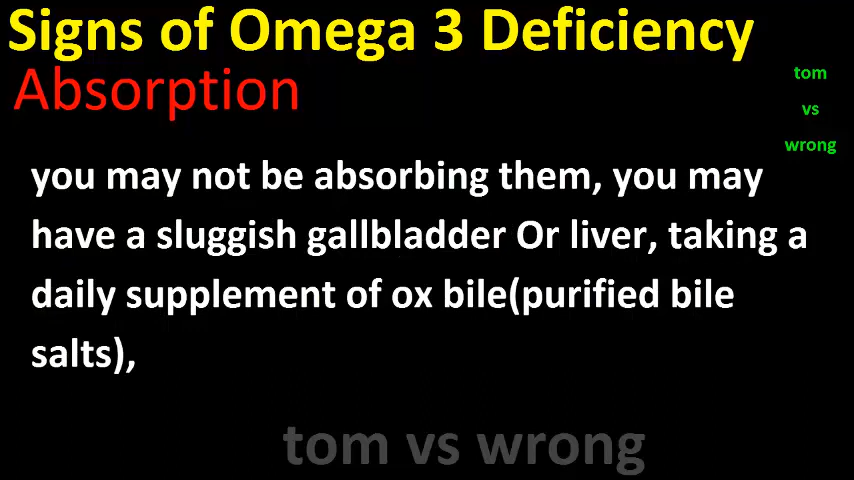 Signs of Omega 3 Deficiency
Absorption
tom
vs
wrong
you may not be absorbing them, you may
have a sluggish gallbladder Or liver, taking a
daily supplement of ox bile(purified bile
salts),
tom vs wrong